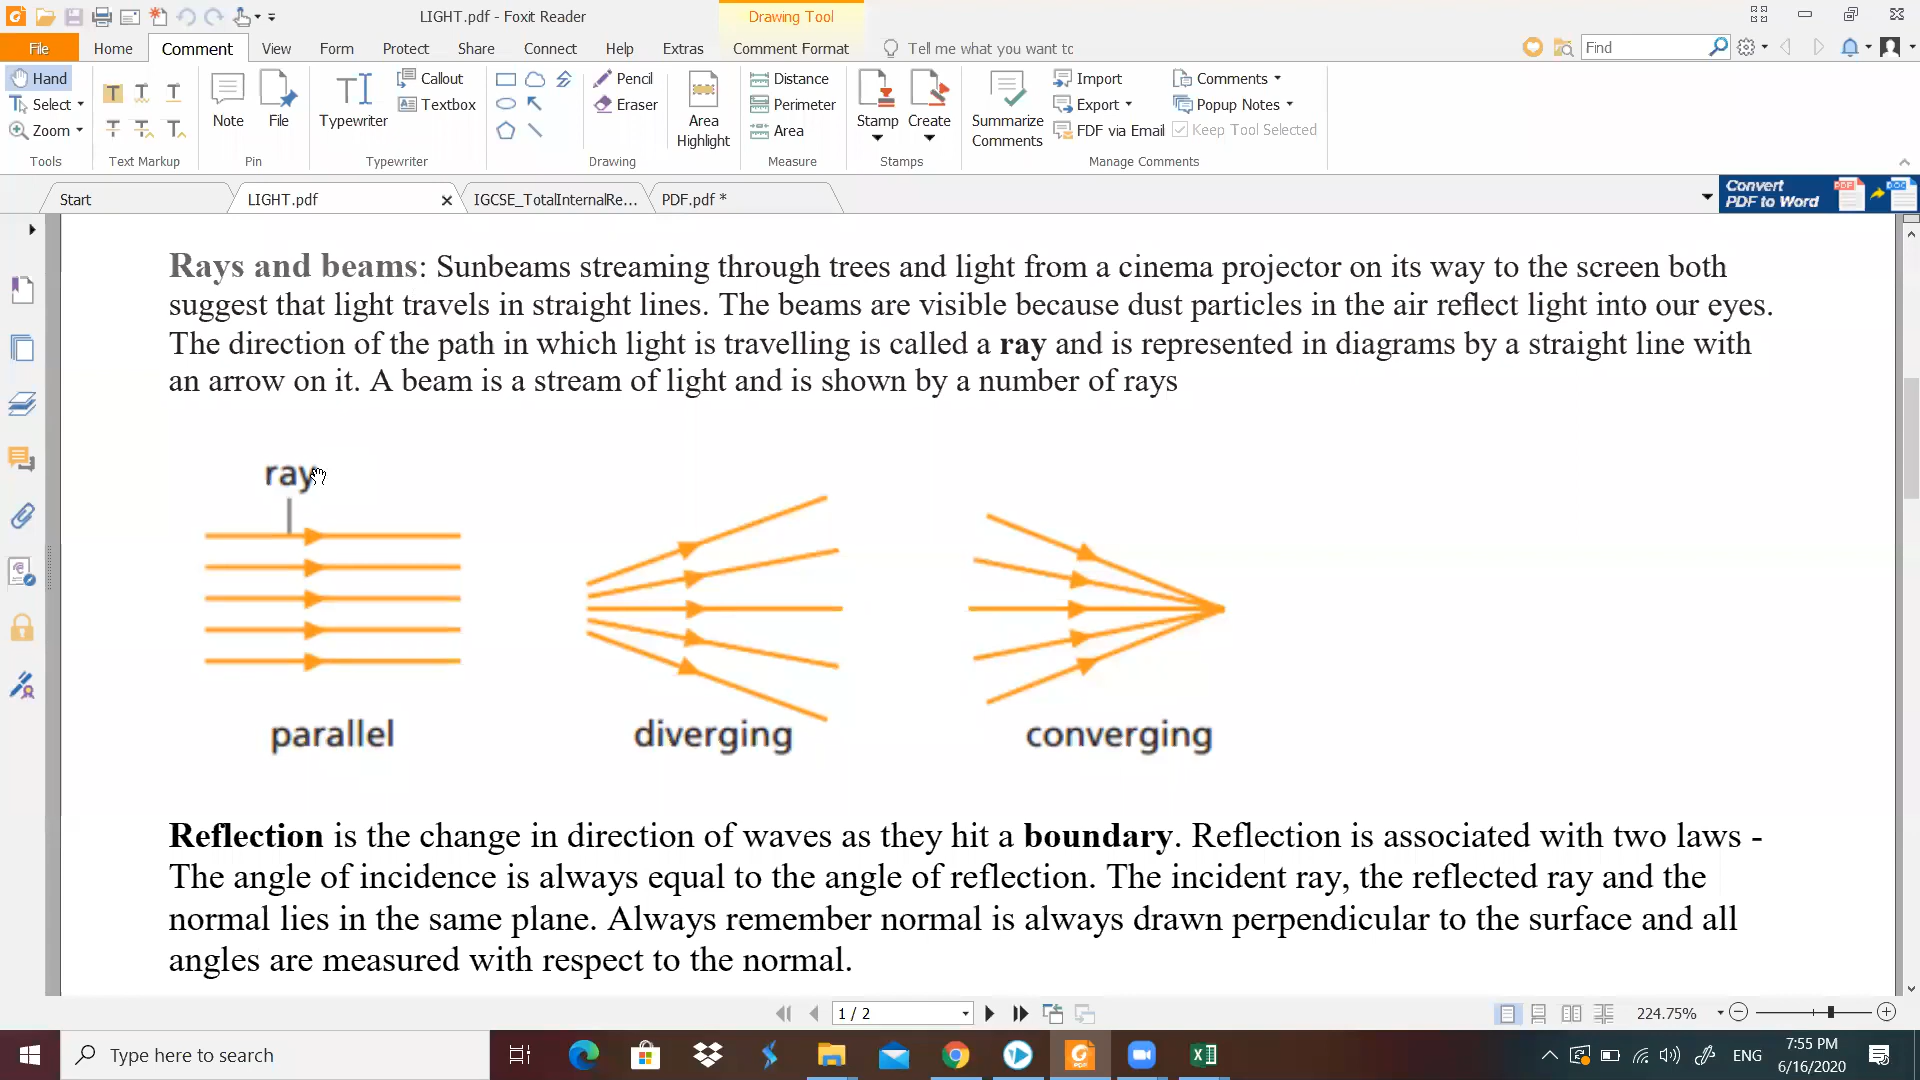 LIGHT.pdf - Foxit Reader
Drawing Tool
File Home Comment View Form Protect Share Connect Help Extras Comment Format Tell me what you want to Find
Hand
Select
Zoom
Tools
Text Markup
Note
File
Pin
Typewriter
Callout
Textbox
Typewriter
Drawing
Pencil
Eraser
Area
Highlight
Distance
Perimeter
Area
Measure
Stamp
Create
Stamps
Summarize
Comments
Import
Export
FDF via Email
Comments
Popup Notes
Keep Tool Selected
Manage Comments
Start
LIGHT.pdf
IGCSE_TotalInternalRe...
PDF.pdf *
Convert
PDF to Word
PDF
DOC
Rays and beams: Sunbeams streaming through trees and light from a cinema projector on its way to the screen both
suggest that light travels in straight lines. The beams are visible because dust particles in the air reflect light into our eyes.
The direction of the path in which light is travelling is called a ray and is represented in diagrams by a straight line with
an arrow on it. A beam is a stream of light and is shown by a number of rays
ray
parallel
diverging
converging
Reflection is the change in direction of waves as they hit a boundary. Reflection is associated with two laws -
The angle of incidence is always equal to the angle of reflection. The incident ray, the reflected ray and the
normal lies in the same plane. Always remember normal is always drawn perpendicular to the surface and all
angles are measured with respect to the normal.
1 / 2
224.75%
Type here to search
ENG
7:55 PM
6/16/2020